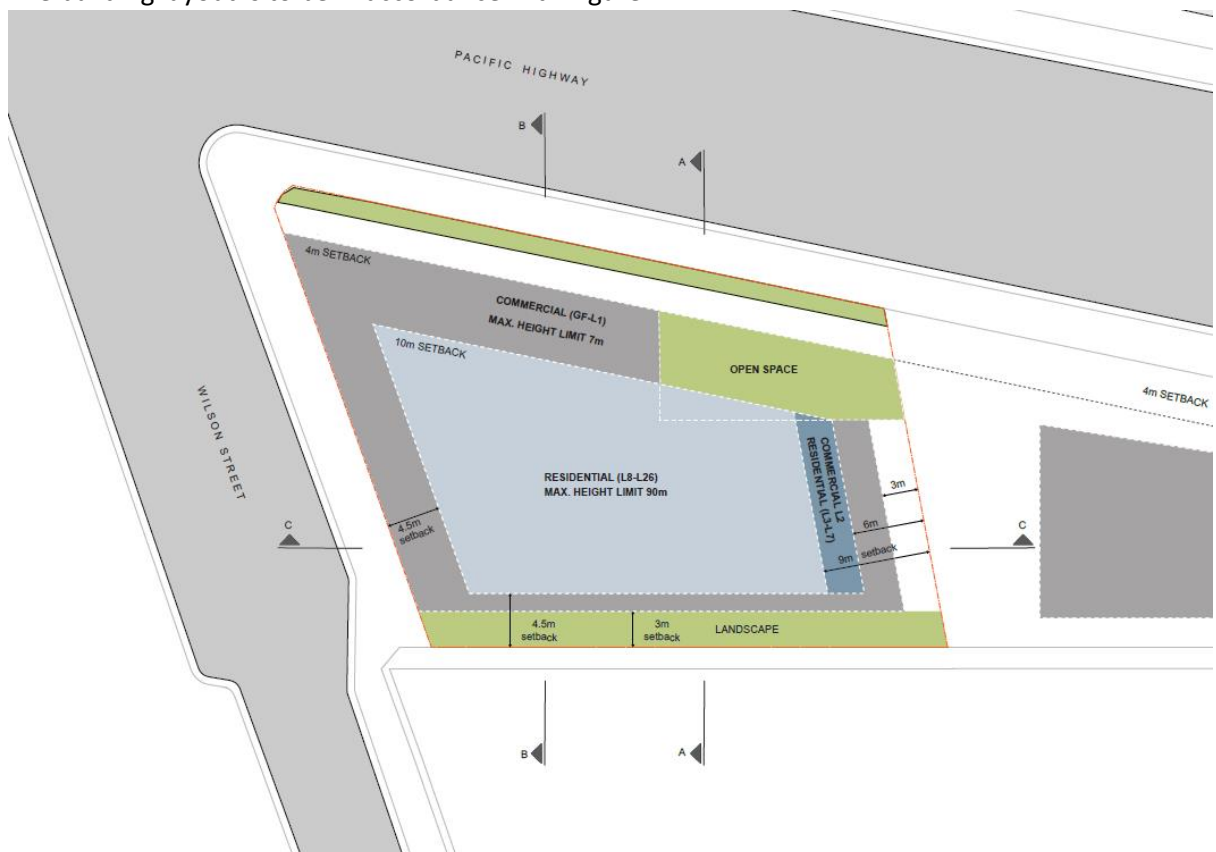 PACIFIC HIGHWAY
B
A
4m SETBACK
COMMERCIAL (GF-L1)
MAX. HEIGHT LIMIT 7m
10m SETBACK
OPEN SPACE
4m SETBACK
WILSON STREET
RESIDENTIAL (L8-L26)
MAX. HEIGHT LIMIT 90m
COMMERCIAL L2
RESIDENTIAL (L3-L7)
3m
6m
9m setback
4.5m
setback
C
C
4.5m
setback
3m
setback
LANDSCAPE
B
A